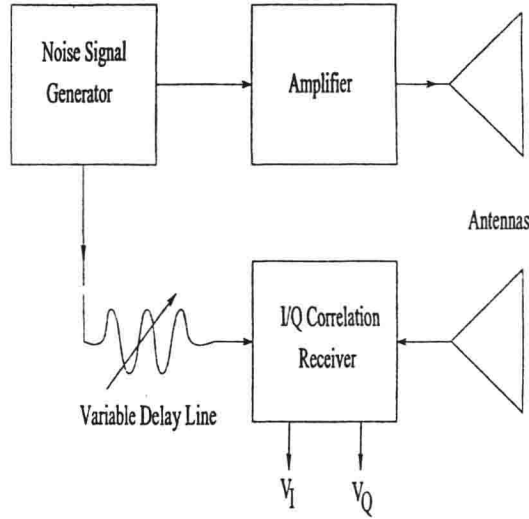 Noise Signal
Generator
Amplifier
Antennas
I/Q Correlation
Receiver
Variable Delay Line
V_I
V_Q